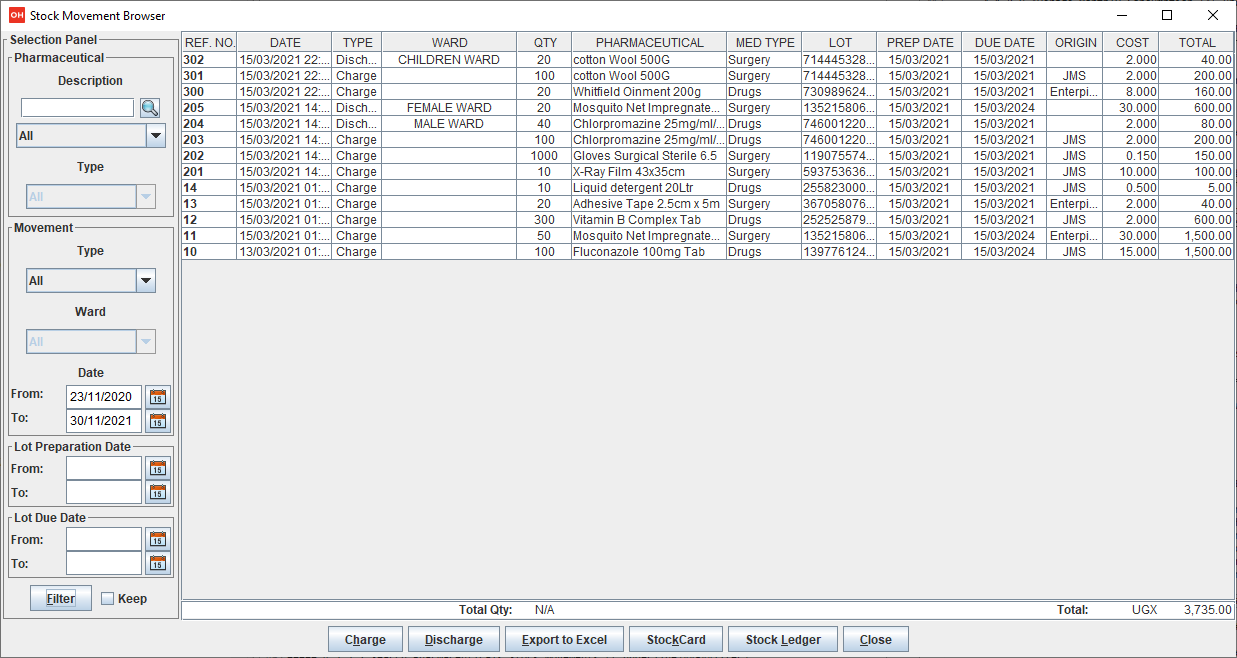 OH Stock Movement Browser
Selection Panel
Pharmaceutical
Description
All
Type
All
Movement
Type
All
Ward
All
Date
From: 23/11/2020 15
To: 30/11/2021 15
Lot Preparation Date
From: 15
To: 15
Lot Due Date
From: 15
To: 15
Filter Keep
REF. NO. DATE TYPE WARD QTY PHARMACEUTICAL MED TYPE LOT PREP DATE DUE DATE ORIGIN COST TOTAL
302 15/03/2021 22:... Disch... CHILDREN WARD 20 cotton Wool 500G Surgery 714445328... 15/03/2021 15/03/2021 2.000 40.00
301 15/03/2021 22:... Charge 100 cotton Wool 500G Surgery 714445328... 15/03/2021 15/03/2021 JMS 2.000 200.00
300 15/03/2021 22:... Charge 20 Whitfield Oinment 200g Drugs 730989624... 15/03/2021 15/03/2021 Enterpi... 8.000 160.00
205 15/03/2021 14:... Disch... FEMALE WARD 20 Mosquito Net Impregnate... Surgery 135215806... 15/03/2021 15/03/2024 30.000 600.00
204 15/03/2021 14:... Disch... MALE WARD 40 Chlorpromazine 25mg/ml/... Drugs 746001220... 15/03/2021 15/03/2021 2.000 80.00
203 15/03/2021 14:... Charge 100 Chlorpromazine 25mg/ml/... Drugs 746001220... 15/03/2021 15/03/2021 JMS 2.000 200.00
202 15/03/2021 14:... Charge 1000 Gloves Surgical Sterile 6.5 Surgery 119075574... 15/03/2021 15/03/2021 JMS 0.150 150.00
201 15/03/2021 14:... Charge 10 X-Ray Film 43x35cm Surgery 593753636... 15/03/2021 15/03/2021 JMS 10.000 100.00
14 15/03/2021 01:... Charge 10 Liquid detergent 20Ltr Drugs 255823000... 15/03/2021 15/03/2021 JMS 0.500 5.00
13 15/03/2021 01:... Charge 20 Adhesive Tape 2.5cm x 5m Surgery 367058076... 15/03/2021 15/03/2021 Enterpi... 2.000 40.00
12 15/03/2021 01:... Charge 300 Vitamin B Complex Tab Drugs 252525879... 15/03/2021 15/03/2021 JMS 2.000 600.00
11 15/03/2021 01:... Charge 50 Mosquito Net Impregnate... Surgery 135215806... 15/03/2021 15/03/2024 Enterpi... 30.000 1,500.00
10 13/03/2021 01:... Charge 100 Fluconazole 100mg Tab Drugs 139776124... 15/03/2021 15/03/2024 JMS 15.000 1,500.00
Total Qty: N/A Total: UGX 3,735.00
Charge Discharge Export to Excel StockCard Stock Ledger Close